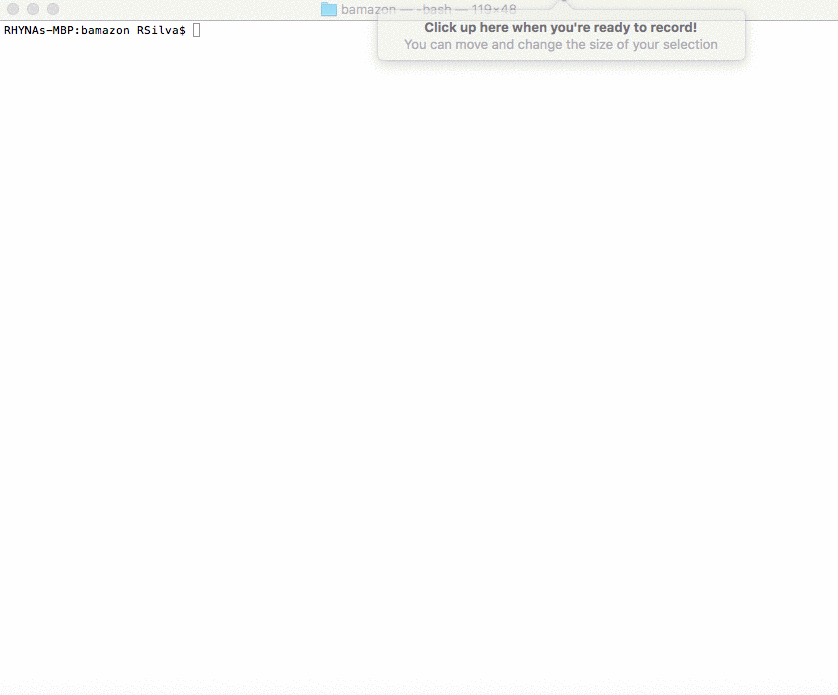 bamazon — -bash — 119×48
Click up here when you're ready to record!
You can move and change the size of your selection
RHYNAs-MBP:bamazon RSilva$